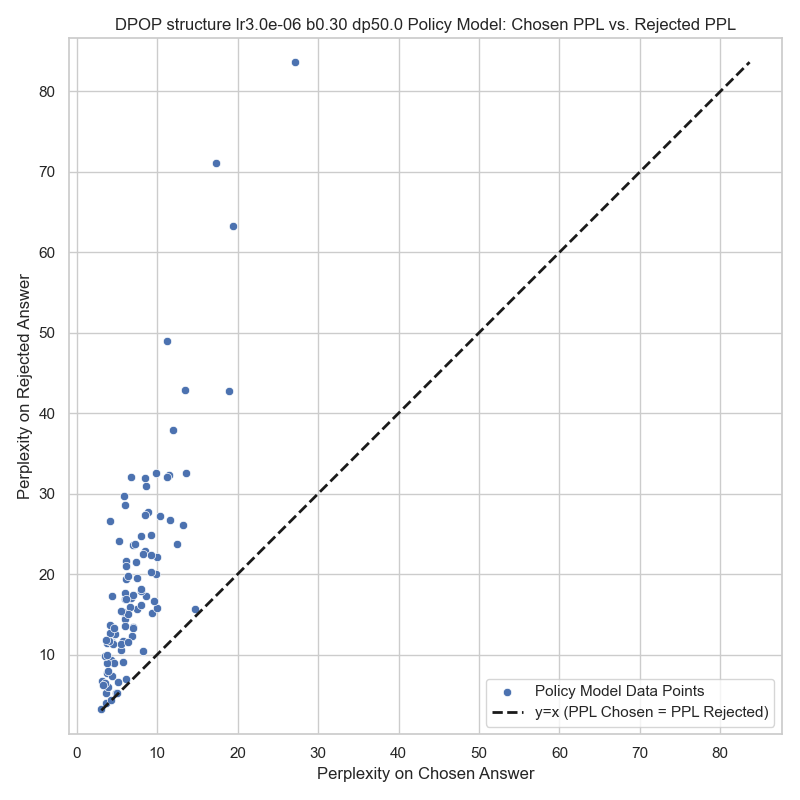 DPOP structure lr3.0e-06 b0.30 dp50.0 Policy Model: Chosen PPL vs. Rejected PPL
Perplexity on Rejected Answer
80
70
60
50
40
30
20
10
Policy Model Data Points
y=x (PPL Chosen = PPL Rejected)
0 10 20 30 40 50 60 70 80
Perplexity on Chosen Answer